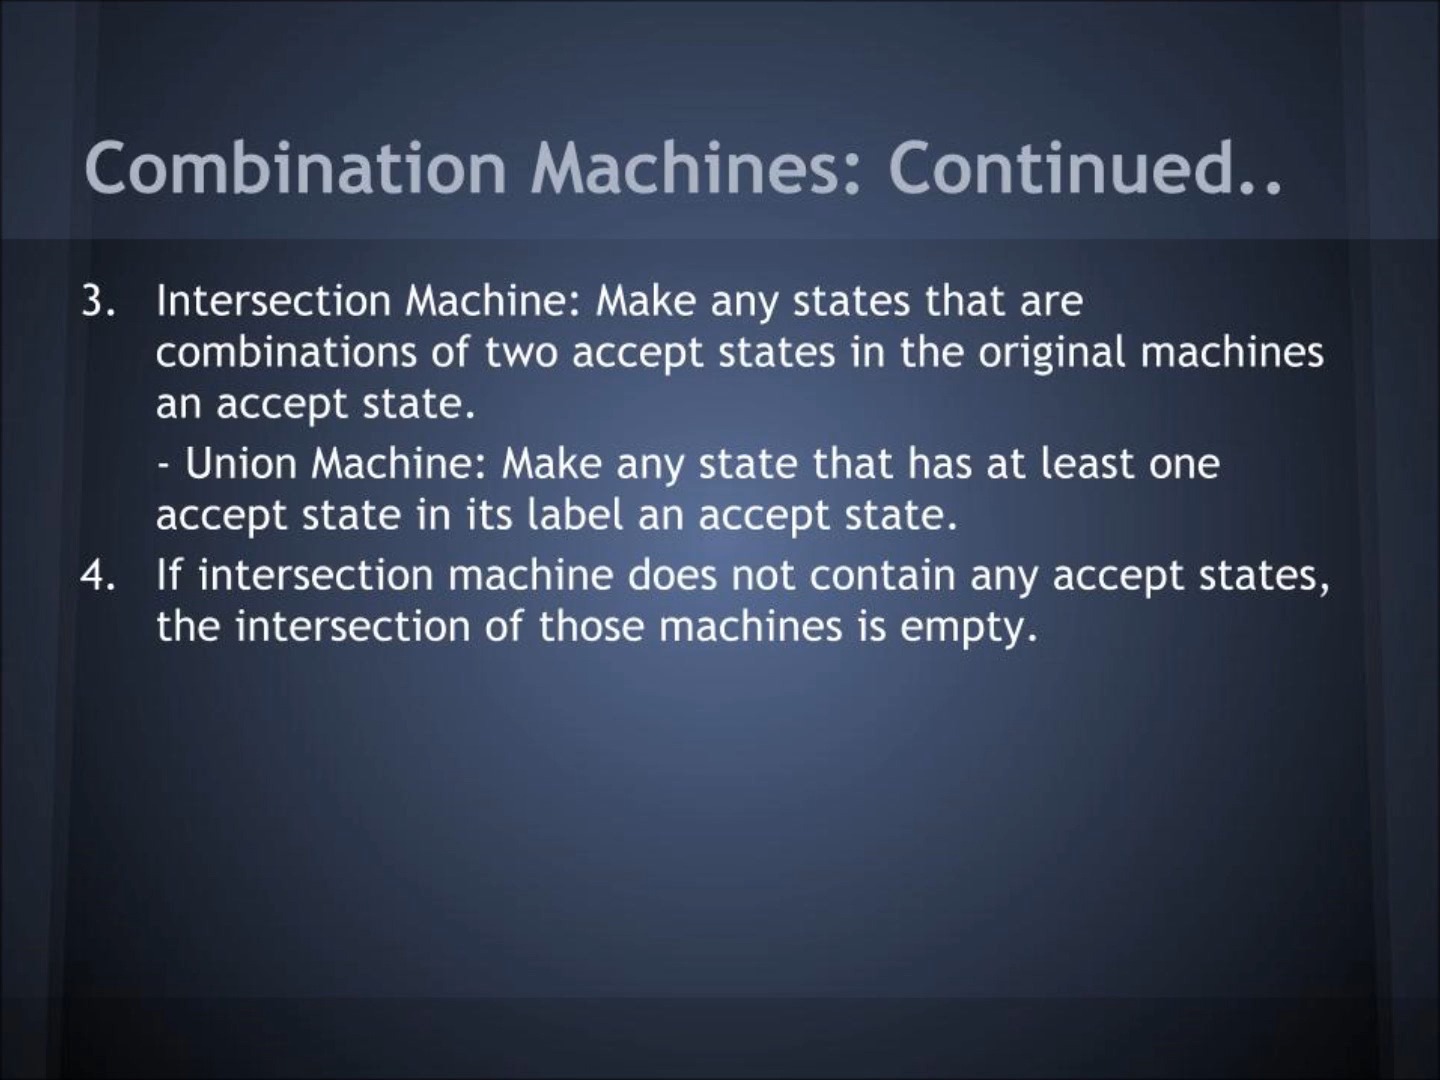 Combination Machines: Continued..
3. Intersection Machine: Make any states that are
combinations of two accept states in the original machines
an accept state.
- Union Machine: Make any state that has at least one
accept state in its label an accept state.
4. If intersection machine does not contain any accept states,
the intersection of those machines is empty.